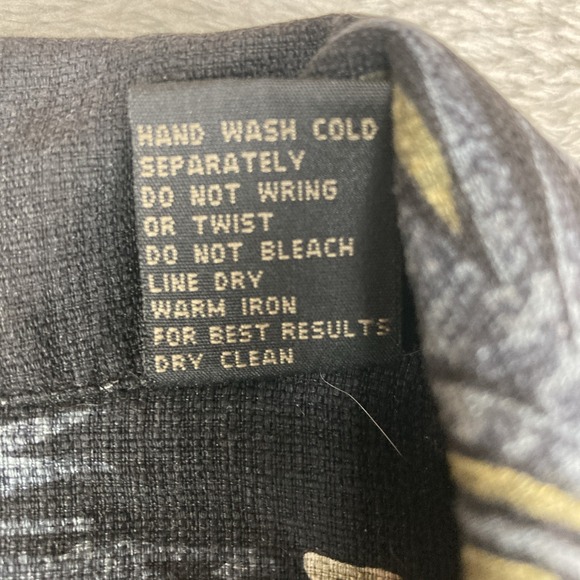 HAND WASH COLD
SEPARATELY
DO NOT WRING
OR TWIST
DO NOT BLEACH
LINE DRY
WARM IRON
FOR BEST RESULTS
DRY CLEAN